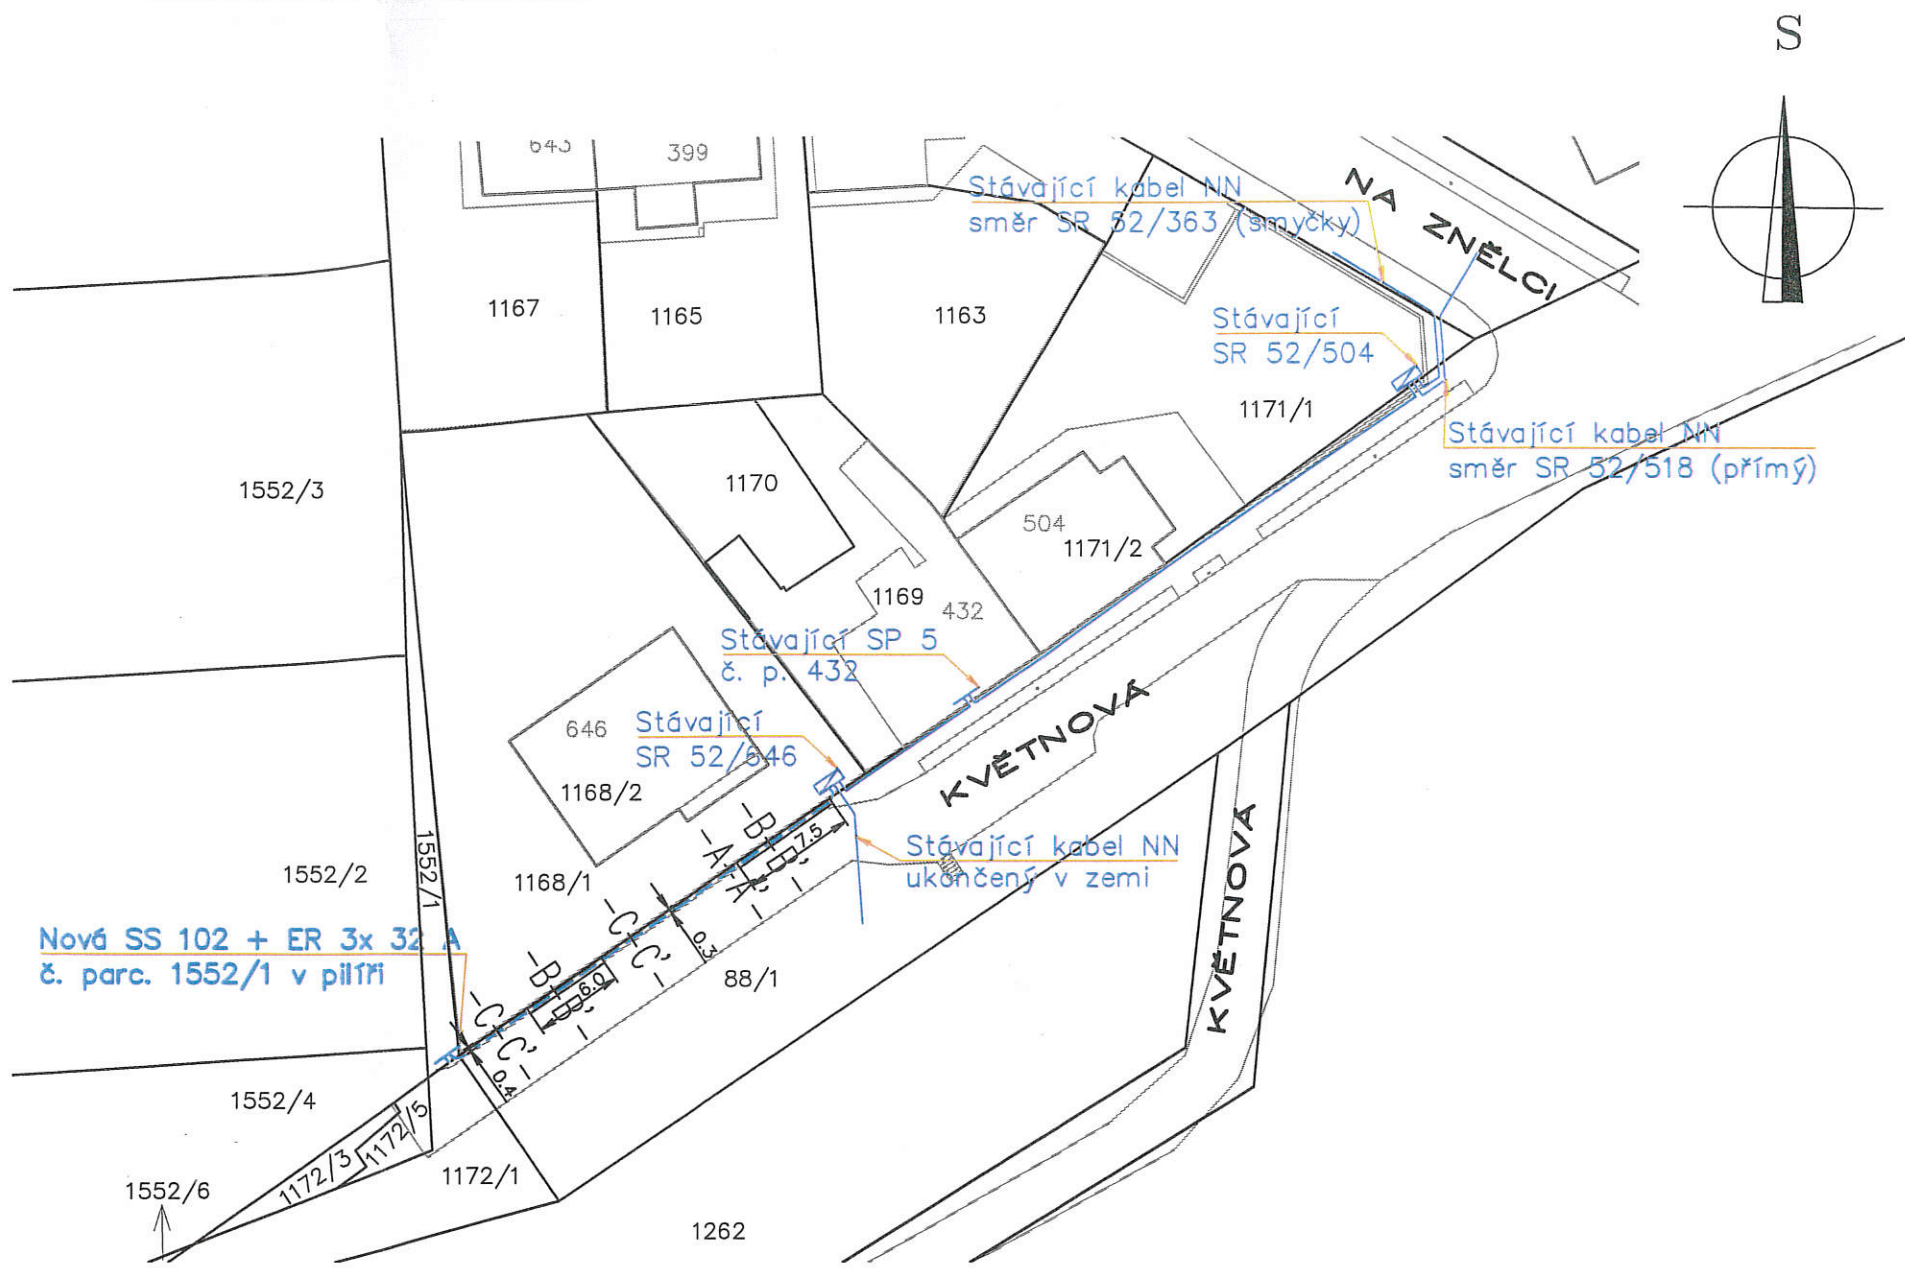 S
643
399
Stávající kabel NN
směr SR 52/363 (smyčky)
NA ZNĚLCI
1167
1165
1163
Stávající
SR 52/504
1171/1
Stávající kabel NN
směr SR 52/518 (přímý)
1552/3
1170
504
1171/2
1169
432
Stávající SP 5
č. p. 432
646
Stávající
SR 52/646
1168/2
KVĚTNOVÁ
KVĚTNOVÁ
7.5
-B-B'-
-A-A'-
Stávající kabel NN
ukončený v zemi
1552/2
1552/1
1168/1
-C-C'-
0.3
88/1
Nová SS 102 + ER 3x 32 A
č. parc. 1552/1 v pilíři
-B-B'-
6.0
-C-C'-
0.4
1552/4
1172/5
1172/3
1172/1
1552/6
1262